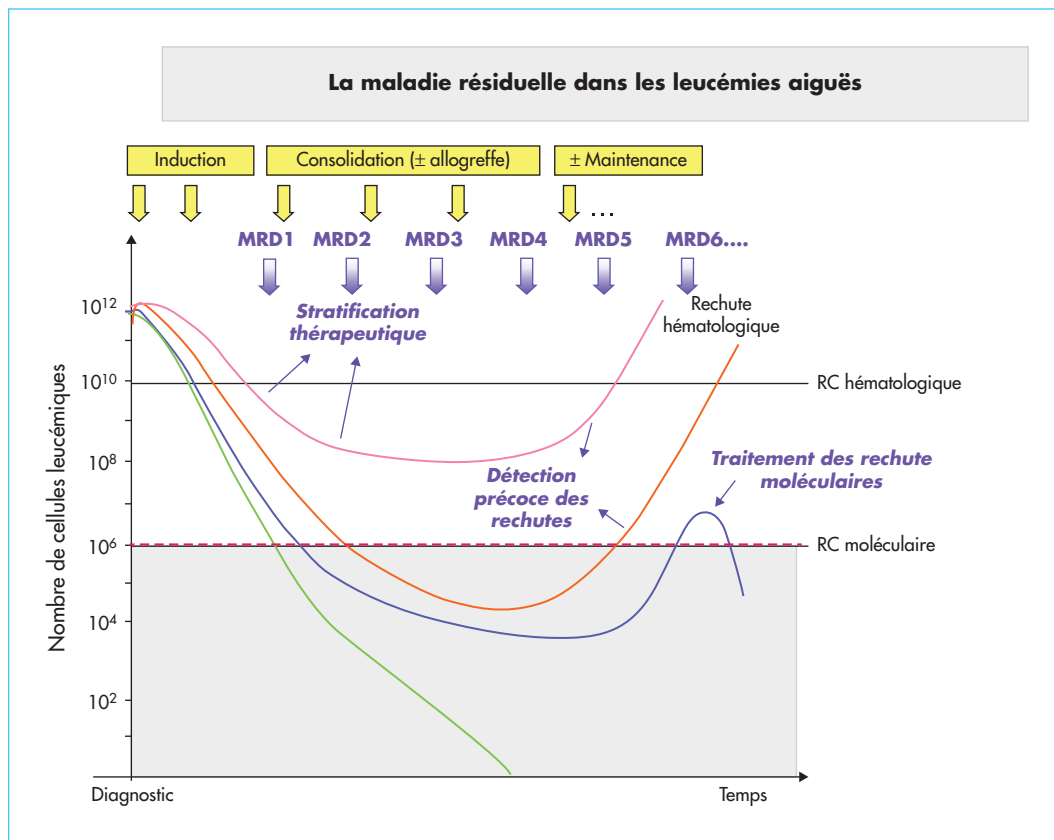 La maladie résiduelle dans les leucémies aiguës
Induction
Consolidation (± allogreffe)
± Maintenance
...
MRD1
MRD2
MRD3
MRD4
MRD5
MRD6....
Nombre de cellules leucémiques
10¹²
10¹⁰
10⁸
10⁶
10⁴
10²
Stratification
thérapeutique
Rechute
hématologique
RC hématologique
Détection
précoce des
rechutes
Traitement des rechute
moléculaires
RC moléculaire
Diagnostic
Temps